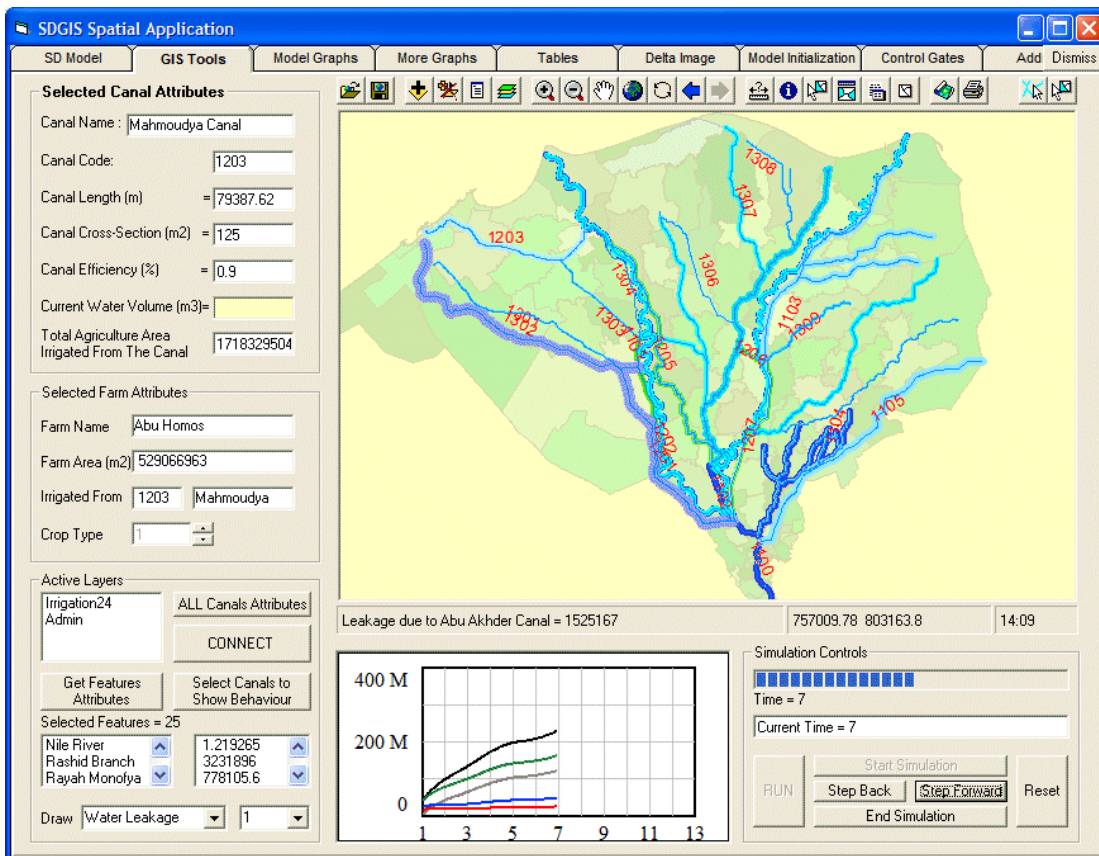 SDGIS Spatial Application
SD Model GIS Tools Model Graphs More Graphs Tables Delta Image Model Initialization Control Gates Add Dismiss
Selected Canal Attributes
Canal Name : Mahmoudya Canal
Canal Code: 1203
Canal Length (m) = 79387.62
Canal Cross-Section (m2) = 125
Canal Efficiency (%) = 0.9
Current Water Volume (m3)=
Total Agriculture Area
Irrigated From The Canal 1718329504
Selected Farm Attributes
Farm Name Abu Homos
Farm Area (m2) 529066963
Irrigated From 1203 Mahmoudya
Crop Type 1
Active Layers
Irrigation24
Admin
ALL Canals Attributes
CONNECT
Get Features
Attributes
Select Canals to
Show Behaviour
Selected Features = 25
Nile River 1.219265
Rashid Branch 3231896
Rayah Monofya 778105.6
Draw Water Leakage 1
1308
1307
1203
1306
1304
1103
1309
1302
1303
1205
1105
1207
1202
1100
Leakage due to Abu Akhder Canal = 1525167 757009.78 803163.8 14:09
400 M
200 M
0
1 3 5 7 9 11 13
Simulation Controls
Time = 7
Current Time = 7
Start Simulation
RUN Step Back Step Forward Reset
End Simulation